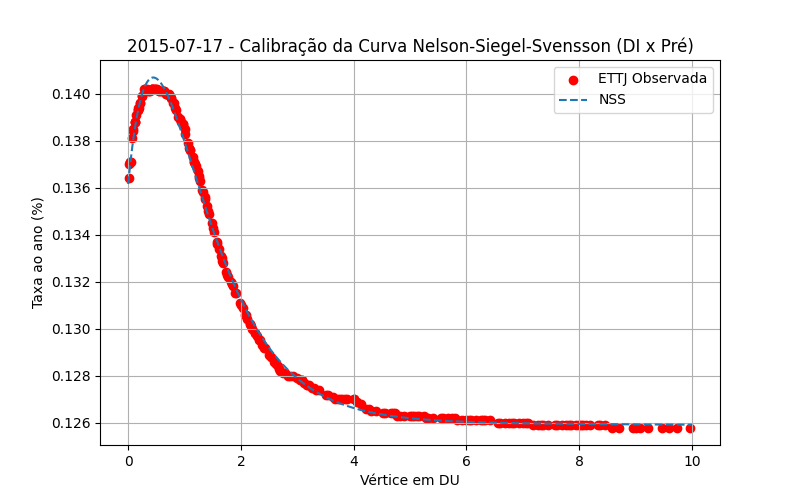 2015-07-17 - Calibração da Curva Nelson-Siegel-Svensson (DI x Pré)
ETTJ Observada
NSS
Taxa ao ano (%)
0.140
0.138
0.136
0.134
0.132
0.130
0.128
0.126
0 2 4 6 8 10
Vértice em DU